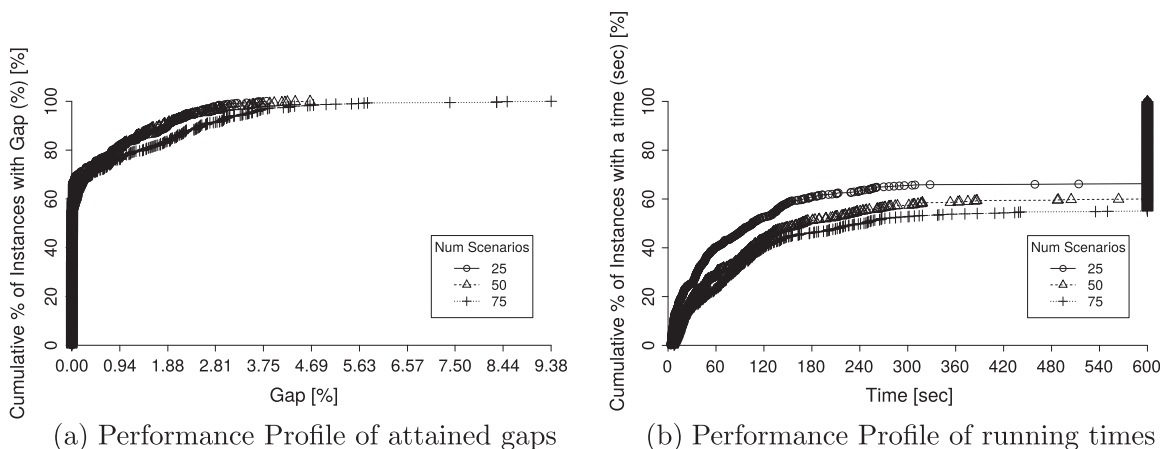 Cumulative % of Instances with Gap (%) [%]
100
80
60
40
20
0
0.00 0.94 1.88 2.81 3.75 4.69 5.63 6.57 7.50 8.44 9.38
Gap [%]
Num Scenarios
25
50
75
(a) Performance Profile of attained gaps
Cumulative % of Instances with a time (sec) [%]
100
80
60
40
20
0
0 60 120 180 240 300 360 420 480 540 600
Time [sec]
Num Scenarios
25
50
75
(b) Performance Profile of running times